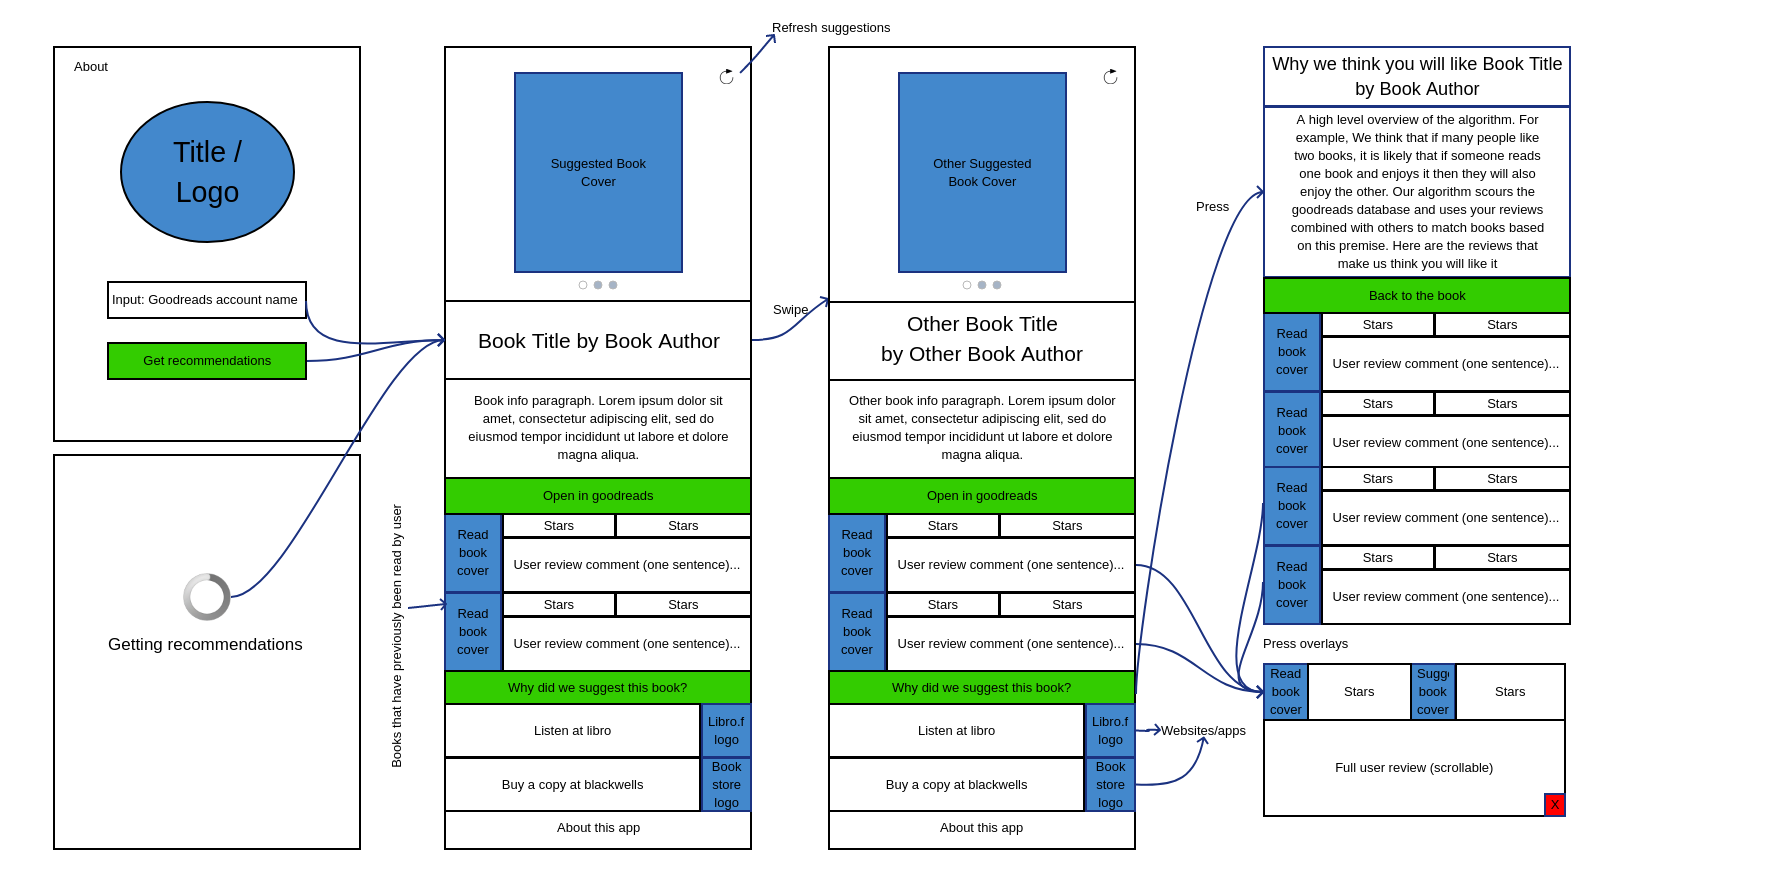 Refresh suggestions
About
Title /
Logo
Input: Goodreads account name
Get recommendations
Getting recommendations
Books that have previously been read by user
Suggested Book
Cover
Book Title by Book Author
Book info paragraph. Lorem ipsum dolor sit
amet, consectetur adipiscing elit, sed do
eiusmod tempor incididunt ut labore et dolore
magna aliqua.
Open in goodreads
Read
book
cover
Stars
Stars
User review comment (one sentence)...
Read
book
cover
Stars
Stars
User review comment (one sentence)...
Why did we suggest this book?
Listen at libro
Libro.f
logo
Buy a copy at blackwells
Book
store
logo
About this app
Swipe
Other Suggested
Book Cover
Other Book Title
by Other Book Author
Other book info paragraph. Lorem ipsum dolor
sit amet, consectetur adipiscing elit, sed do
eiusmod tempor incididunt ut labore et dolore
magna aliqua.
Open in goodreads
Read
book
cover
Stars
Stars
User review comment (one sentence)...
Read
book
cover
Stars
Stars
User review comment (one sentence)...
Why did we suggest this book?
Listen at libro
Libro.f
logo
Buy a copy at blackwells
Book
store
logo
About this app
Press
Websites/apps
Why we think you will like Book Title
by Book Author
A high level overview of the algorithm. For
example, We think that if many people like
two books, it is likely that if someone reads
one book and enjoys it then they will also
enjoy the other. Our algorithm scours the
goodreads database and uses your reviews
combined with others to match books based
on this premise. Here are the reviews that
make us think you will like it
Back to the book
Read
book
cover
Stars
Stars
User review comment (one sentence)...
Read
book
cover
Stars
Stars
User review comment (one sentence)...
Read
book
cover
Stars
Stars
User review comment (one sentence)...
Read
book
cover
Stars
Stars
User review comment (one sentence)...
Press overlays
Read
book
cover
Stars
Sugge
book
cover
Stars
Full user review (scrollable)
X